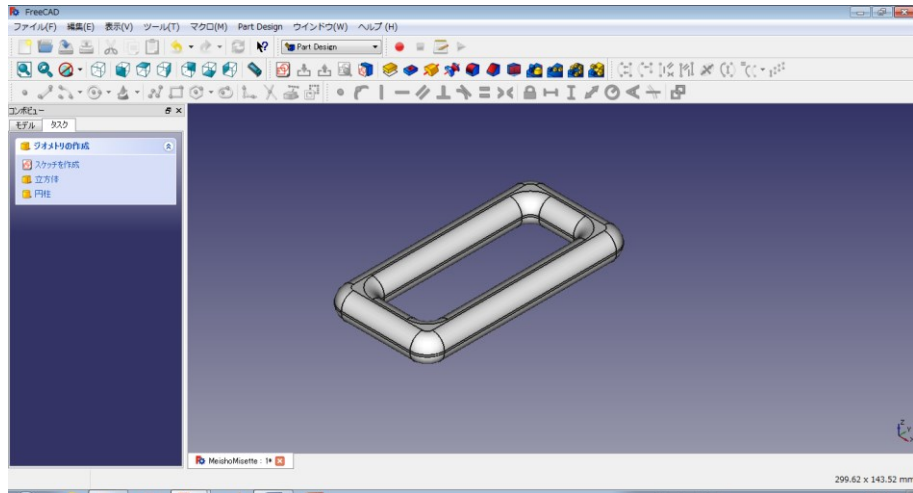 FreeCAD
ファイル(F) 編集(E) 表示(V) ツール(T) マクロ(M) Part Design ウインドウ(W) ヘルプ(H)
Part Design
コンボビュー
モデル タスク
ジオメトリの作成
スケッチを作成
立方体
円柱
Z
Y
X
MeishoMisette : 1*
299.62 x 143.52 mm